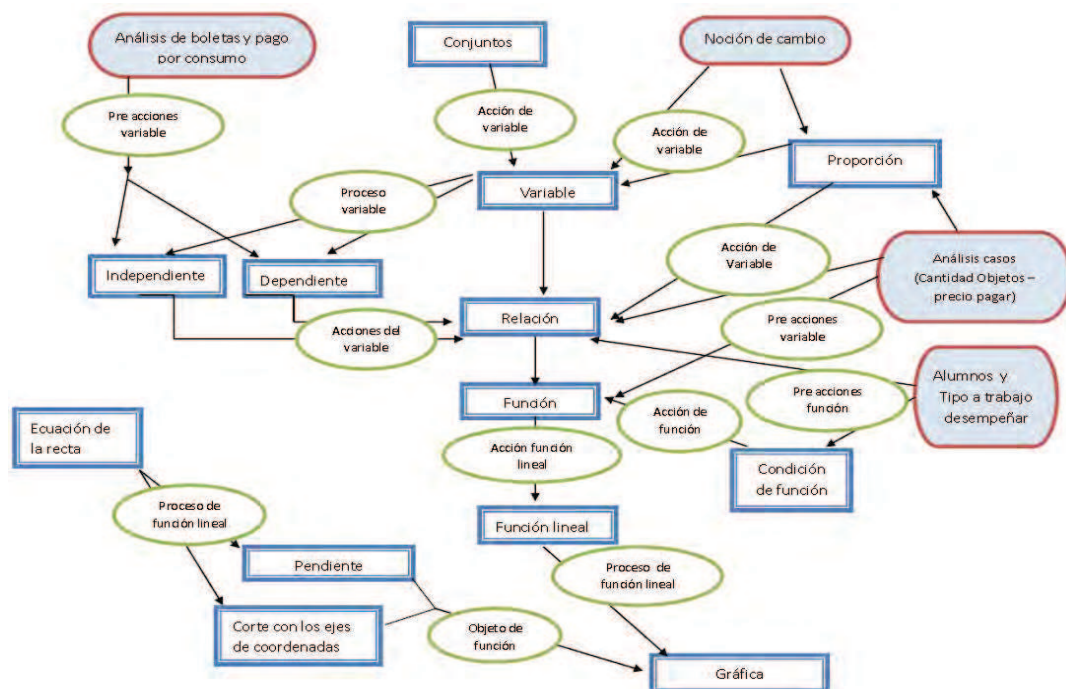 Análisis de boletas y pago
por consumo
Conjuntos
Noción de cambio
Pre acciones
variable
Acción de
variable
Acción de
variable
Proporción
Proceso
variable
Variable
Independiente
Dependiente
Acción de
Variable
Análisis casos
(Cantidad Objetos –
precio pagar)
Acciones del
variable
Relación
Pre acciones
variable
Alumnos y
Tipo a trabajo
desempeñar
Función
Acción de
función
Pre acciones
función
Ecuación de
la recta
Acción función
lineal
Condición
de función
Proceso de
función lineal
Función lineal
Pendiente
Proceso de
función lineal
Corte con los ejes
de coordenadas
Objeto de
función
Gráfica